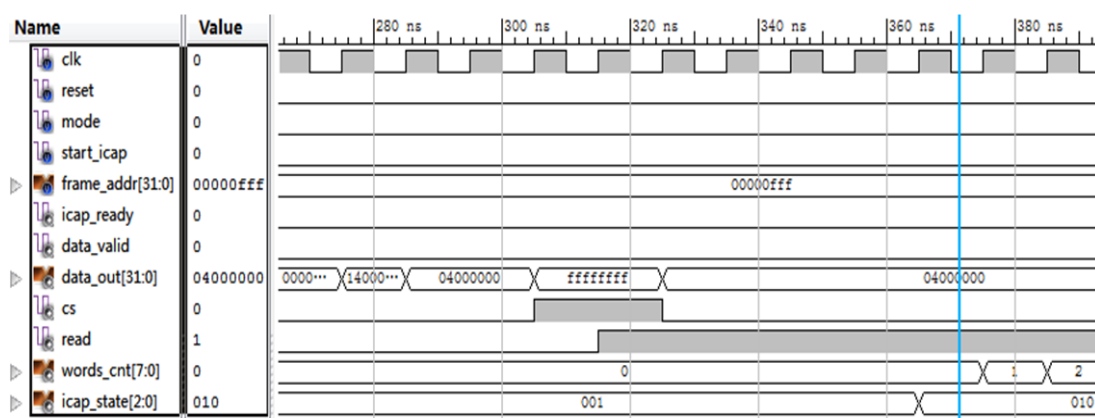 Name Value 280 ns 300 ns 320 ns 340 ns 360 ns 380 ns
clk 0
reset 0
mode 0
start_icap 0
frame_addr[31:0] 00000fff 00000fff
icap_ready 0
data_valid 0
data_out[31:0] 04000000 0000··· 14000··· 04000000 ffffffff 04000000
cs 0
read 1
words_cnt[7:0] 0 0 1 2
icap_state[2:0] 010 001 010